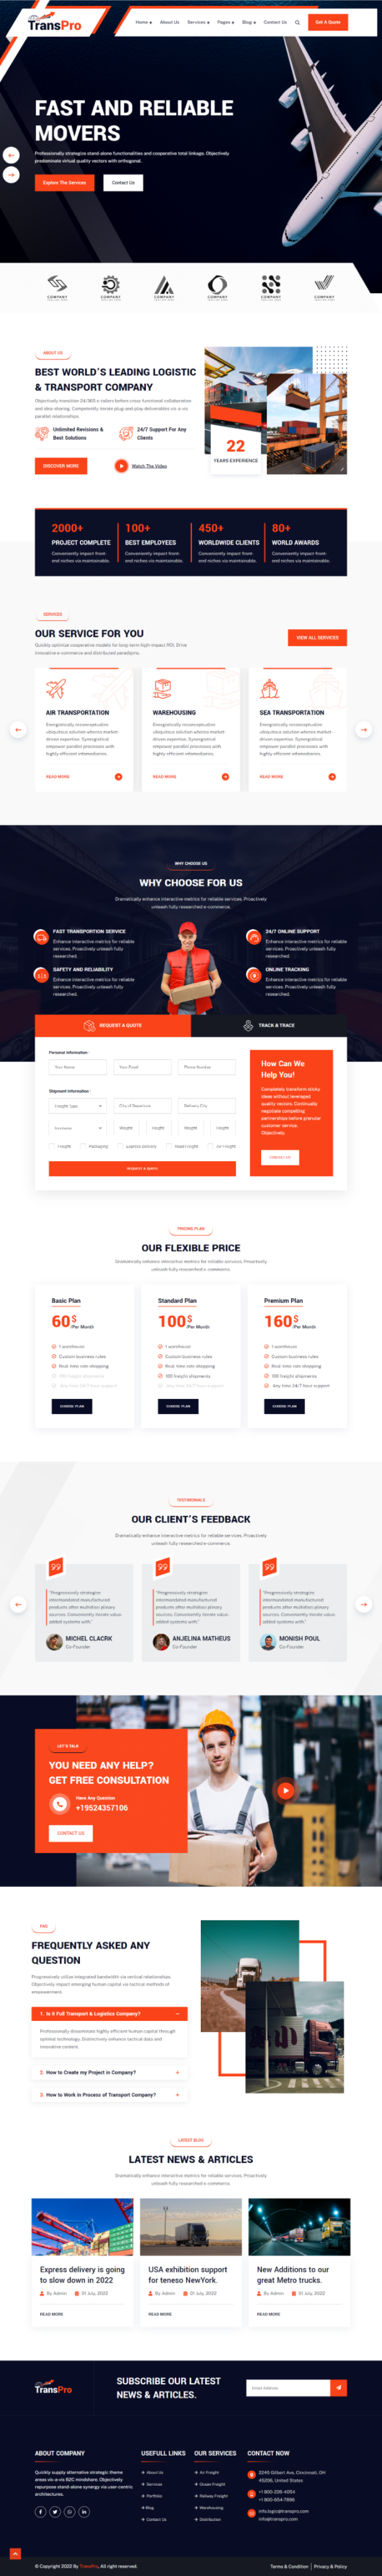 TransPro
Home About Us Services Pages Blog Contact Us Get A Quote
FAST AND RELIABLE
MOVERS
Professionally strategize stand-alone functionalities and cooperative total linkage. Objectively
predominate virtual quality vectors with orthogonal.
Explore The Services Contact Us
COMPANY COMPANY COMPANY COMPANY COMPANY COMPANY
ABOUT US
BEST WORLD'S LEADING LOGISTIC
& TRANSPORT COMPANY
Objectively transition 24/365 e-tailers before cross functional collaboration
and idea-sharing. Competently iterate plug-and-play deliverables vis-a-vis
parallel relationships.
Unlimited Revisions &
Best Solutions
24/7 Support For Any
Clients
DISCOVER MORE
Watch The Video
22
YEARS EXPERIENCE
2000+ 100+ 450+ 80+
PROJECT COMPLETE BEST EMPLOYEES WORLDWIDE CLIENTS WORLD AWARDS
Conveniently impact front-
end niches via maintainable.
Conveniently impact front-
end niches via maintainable.
Conveniently impact front-
end niches via maintainable.
Conveniently impact front-
end niches via maintainable.
SERVICES
OUR SERVICE FOR YOU
Quickly optimize cooperative models for long-term high-impact ROI. Drive
innovative e-commerce and distributed paradigms.
VIEW ALL SERVICES
AIR TRANSPORTATION
Energistically reconceptualize
ubiquitous solution whereas market-
driven expertise. Synergistical
empower parallel processes with
highly efficient infomediaries.
READ MORE
WAREHOUSING
Energistically reconceptualize
ubiquitous solution whereas market-
driven expertise. Synergistical
empower parallel processes with
highly efficient infomediaries.
READ MORE
SEA TRANSPORTATION
Energistically reconceptualize
ubiquitous solution whereas market-
driven expertise. Synergistical
empower parallel processes with
highly efficient infomediaries.
READ MORE
WHY CHOOSE US
WHY CHOOSE FOR US
Dramatically enhance interactive metrics for reliable services. Proactively
unleash fully researched e-commerce.
FAST TRANSPORTION SERVICE
Enhance interactive metrics for reliable
services. Proactively unleash fully
researched.
SAFETY AND RELIABILITY
Enhance interactive metrics for reliable
services. Proactively unleash fully
researched.
24/7 ONLINE SUPPORT
Enhance interactive metrics for reliable
services. Proactively unleash fully
researched.
ONLINE TRACKING
Enhance interactive metrics for reliable
services. Proactively unleash fully
researched.
REQUEST A QUOTE
TRACK & TRACE
Personal Information
Your Name Your Email Phone Number
Shipment Information
Freight Type City of Departure Delivery City
Incoterms Weight Height Weight Height
Fragile Packaging Express Delivery Road Freight Air Freight
REQUEST A QUOTE
How Can We
Help You!
Completely transform sticky
ideas without leveraged
quality vectors. Continually
negotiate compelling
partnerships before granular
customer service.
Objectively.
CONTACT US
PRICING PLAN
OUR FLEXIBLE PRICE
Dramatically enhance interactive metrics for reliable services. Proactively
unleash fully researched e-commerce.
Basic Plan
60$ /Per Month
1 warehouse
Custom business rules
Real time rate shopping
100 freight shipments
Any time 24/7 hour support
CHOOSE PLAN
Standard Plan
100$ /Per Month
1 warehouse
Custom business rules
Real time rate shopping
100 freight shipments
Any time 24/7 hour support
CHOOSE PLAN
Premium Plan
160$ /Per Month
1 warehouse
Custom business rules
Real time rate shopping
100 freight shipments
Any time 24/7 hour support
CHOOSE PLAN
TESTIMONIALS
OUR CLIENT'S FEEDBACK
Dramatically enhance interactive metrics for reliable services. Proactively
unleash fully researched e-commerce.
"Progressively strategize
intermandated manufactured
products after multidisciplinary
sources. Conveniently iterate value-
added systems with."
MICHEL CLACRK
Co-Founder
"Progressively strategize
intermandated manufactured
products after multidisciplinary
sources. Conveniently iterate value-
added systems with."
ANJELINA MATHEUS
Co-Founder
"Progressively strategize
intermandated manufactured
products after multidisciplinary
sources. Conveniently iterate value-
added systems with."
MONISH POUL
Co-Founder
LET'S TALK
YOU NEED ANY HELP?
GET FREE CONSULTATION
Have Any Question
+19524357106
CONTACT US
FAQ
FREQUENTLY ASKED ANY
QUESTION
Progressively utilize integrated bandwidth via vertical relationships.
Objectively impact emerging human capital via tactical methods of
empowerment.
1. Is it Full Transport & Logistics Company? −
Professionally disseminate highly efficient human capital through
optimal technology. Distinctively enhance tactical data and
innovative content.
2. How to Create my Project in Company? +
3. How to Work in Process of Transport Company? +
LATEST BLOG
LATEST NEWS & ARTICLES
Dramatically enhance interactive metrics for reliable services. Proactively
unleash fully researched e-commerce.
Express delivery is going
to slow down in 2022
By Admin 01 July, 2022
READ MORE
USA exhibition support
for teneso NewYork.
By Admin 01 July, 2022
READ MORE
New Additions to our
great Metro trucks.
By Admin 01 July, 2022
READ MORE
TransPro
SUBSCRIBE OUR LATEST
NEWS & ARTICLES.
Email Address
ABOUT COMPANY
Quickly supply alternative strategic theme
areas vis-a-vis B2C mindshare. Objectively
repurpose stand-alone synergy via user-centric
architectures.
USEFULL LINKS
About Us
Services
Portfolio
Blog
Contact Us
OUR SERVICES
Air Freight
Ocean Freight
Railway Freight
Warehousing
Distribution
CONTACT NOW
3245 Gilbert Ave, Cincinnati, OH
45206, United States
+1 800-654-7896
info.logic@transpro.com
info@transpro.com
© Copyright 2022 By TransPro, All right reserved.
Terms & Condition | Privacy & Policy